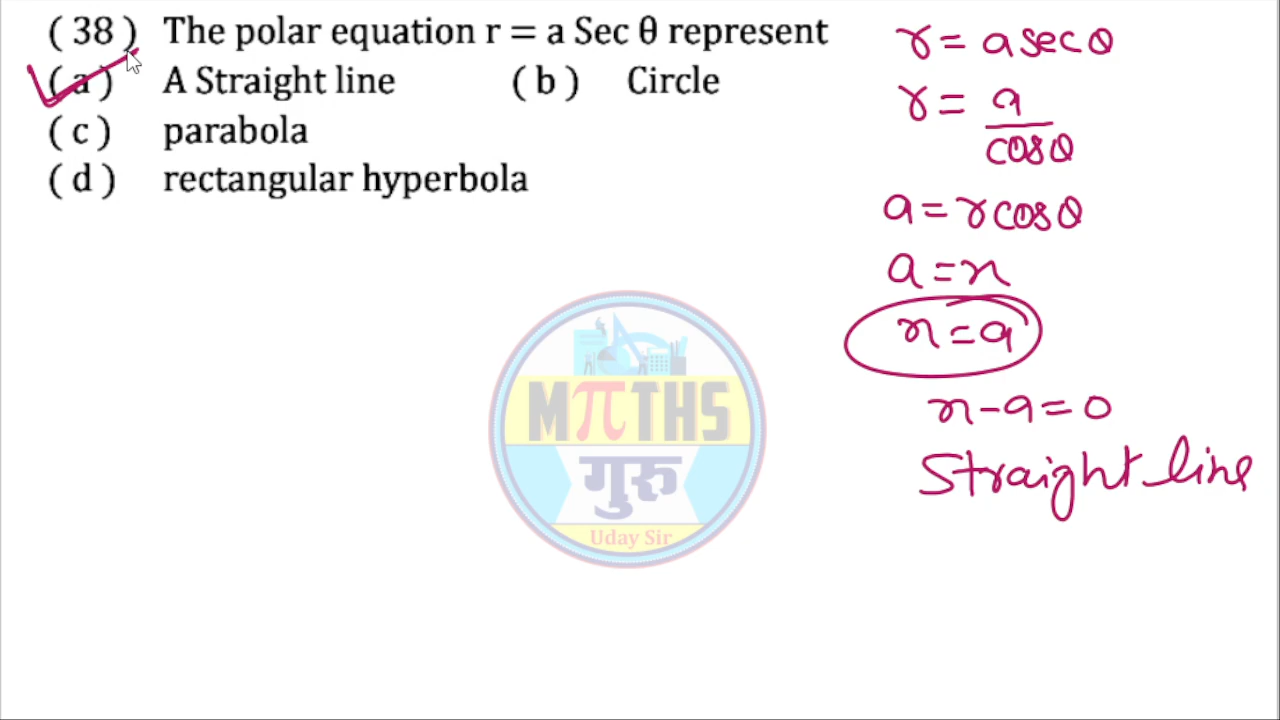 ( 38 ) The polar equation r = a Sec θ represent
( a ) A Straight line ( b ) Circle
( c ) parabola
( d ) rectangular hyperbola
r = a sec θ
r = a / cos θ
a = r cos θ
a = x
x = a
x - a = 0
Straight line
MπTHS
गुरु
Uday Sir